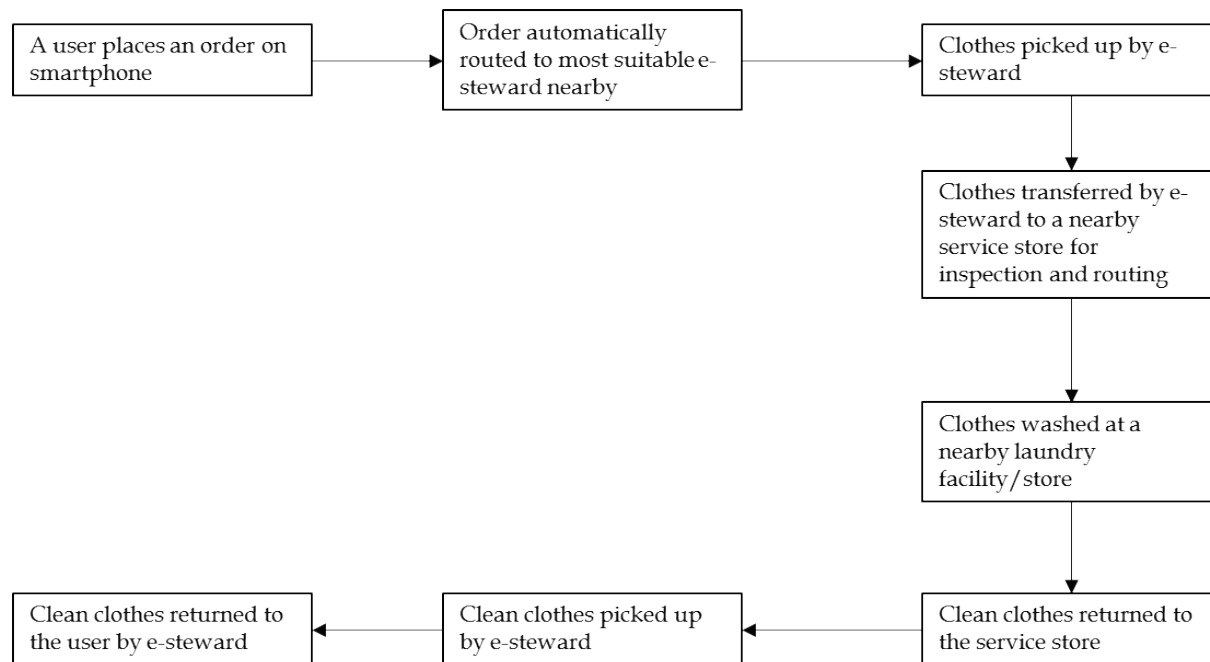 A user places an order on
smartphone
Order automatically
routed to most suitable e-
steward nearby
Clothes picked up by e-
steward
Clothes transferred by e-
steward to a nearby
service store for
inspection and routing
Clothes washed at a
nearby laundry
facility/store
Clean clothes returned to
the service store
Clean clothes picked up
by e-steward
Clean clothes returned to
the user by e-steward